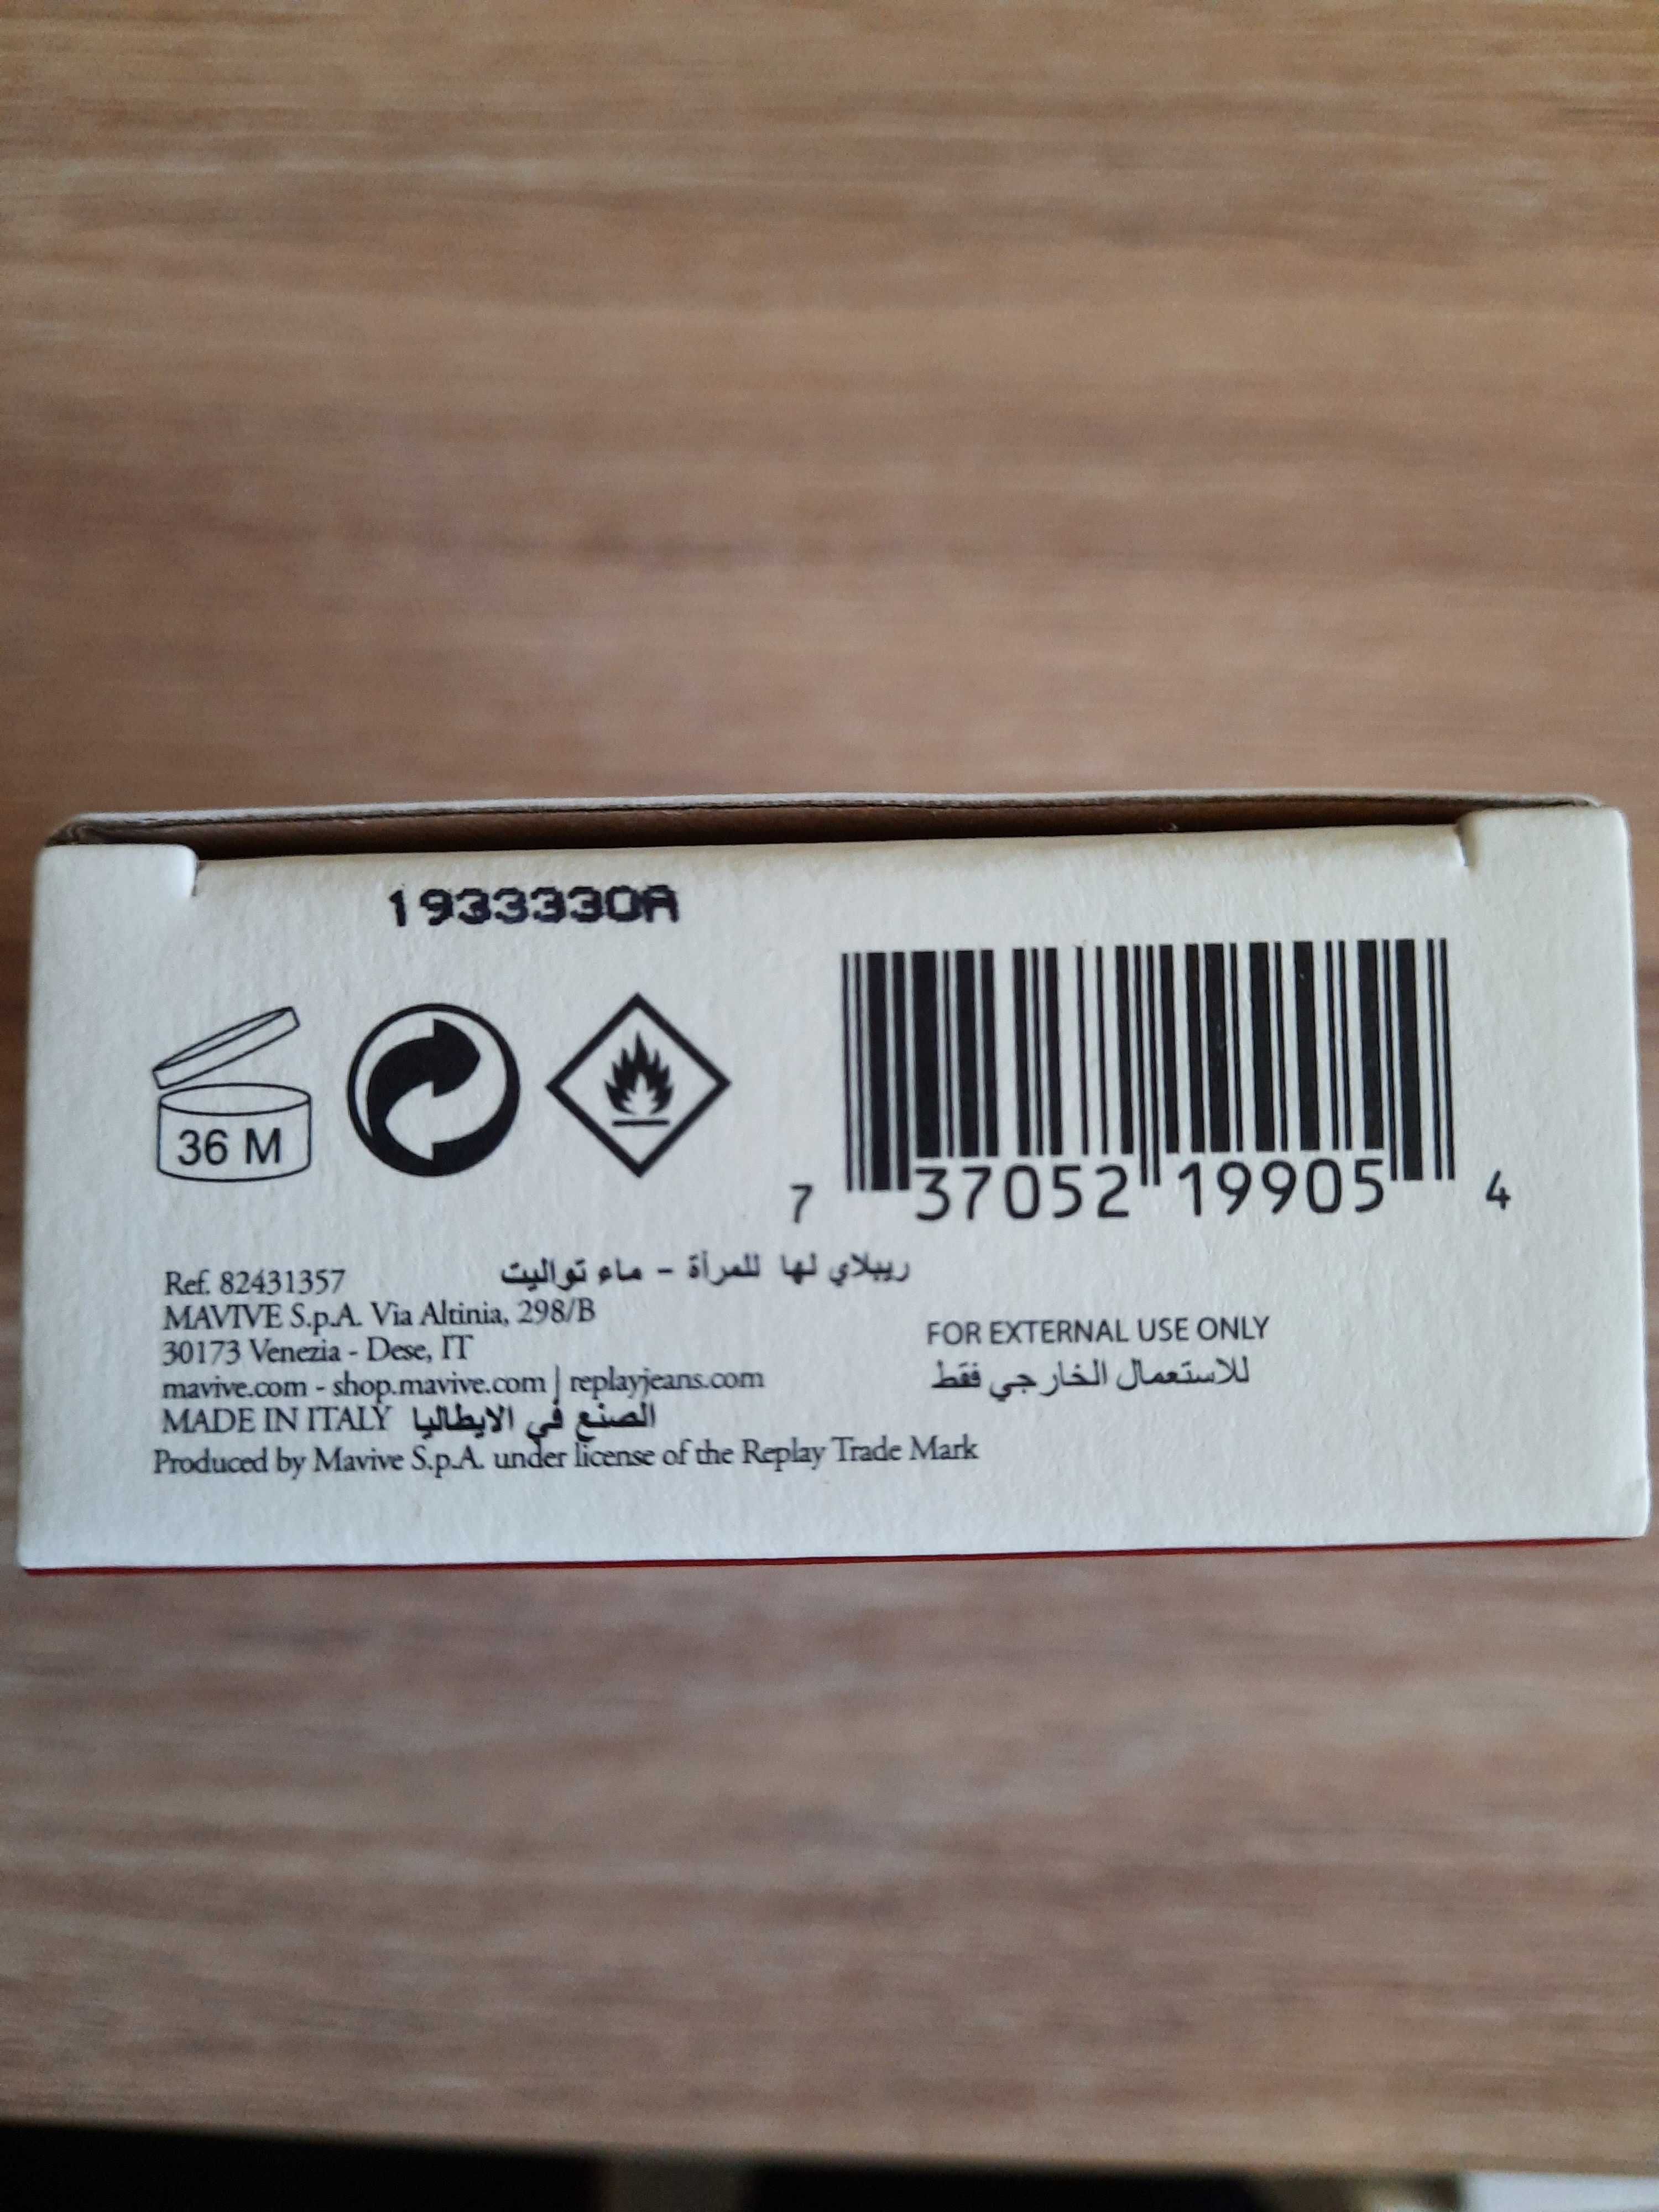 1933330A
36 M
7 37052 19905 4
Ref. 82431357
ريبلاي لها للمرأة - ماء تواليت
MAVIVE S.p.A. Via Altinia, 298/B
30173 Venezia - Dese, IT
mavive.com - shop.mavive.com | replayjeans.com
MADE IN ITALY الصنع في الايطاليا
Produced by Mavive S.p.A. under license of the Replay Trade Mark
FOR EXTERNAL USE ONLY
للاستعمال الخارجي فقط